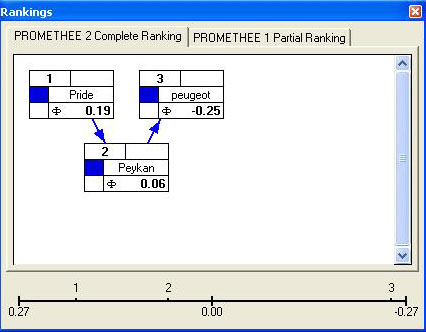 Rankings
PROMETHEE 2 Complete Ranking
PROMETHEE 1 Partial Ranking
1
Pride
Φ 0.19
3
peugeot
Φ -0.25
2
Peykan
Φ 0.06
1 2 3
0.27 0.00 -0.27